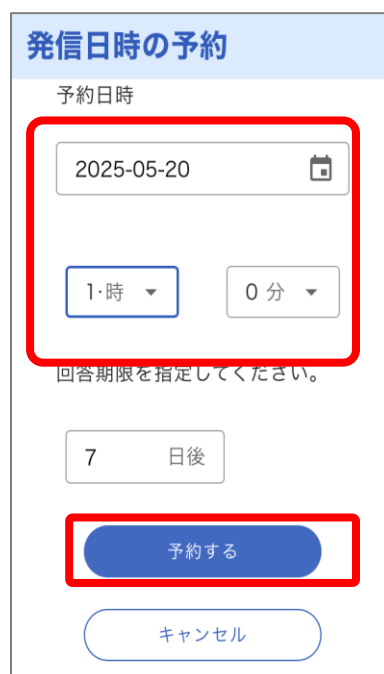 発信日時の予約
予約日時
2025-05-20
1·時 0 分
回答期限を指定してください。
7 日後
予約する
キャンセル